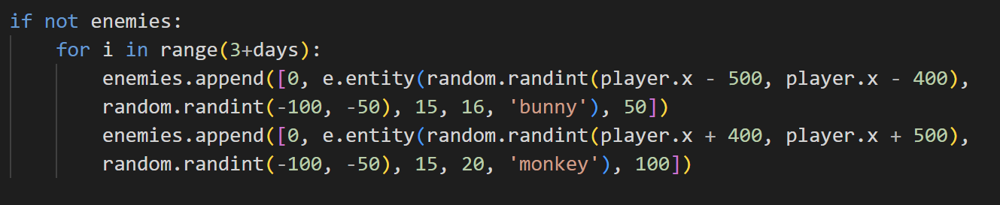 if not enemies:
    for i in range(3+days):
        enemies.append([0, e.entity(random.randint(player.x - 500, player.x - 400),
        random.randint(-100, -50), 15, 16, 'bunny'), 50])
        enemies.append([0, e.entity(random.randint(player.x + 400, player.x + 500),
        random.randint(-100, -50), 15, 20, 'monkey'), 100])